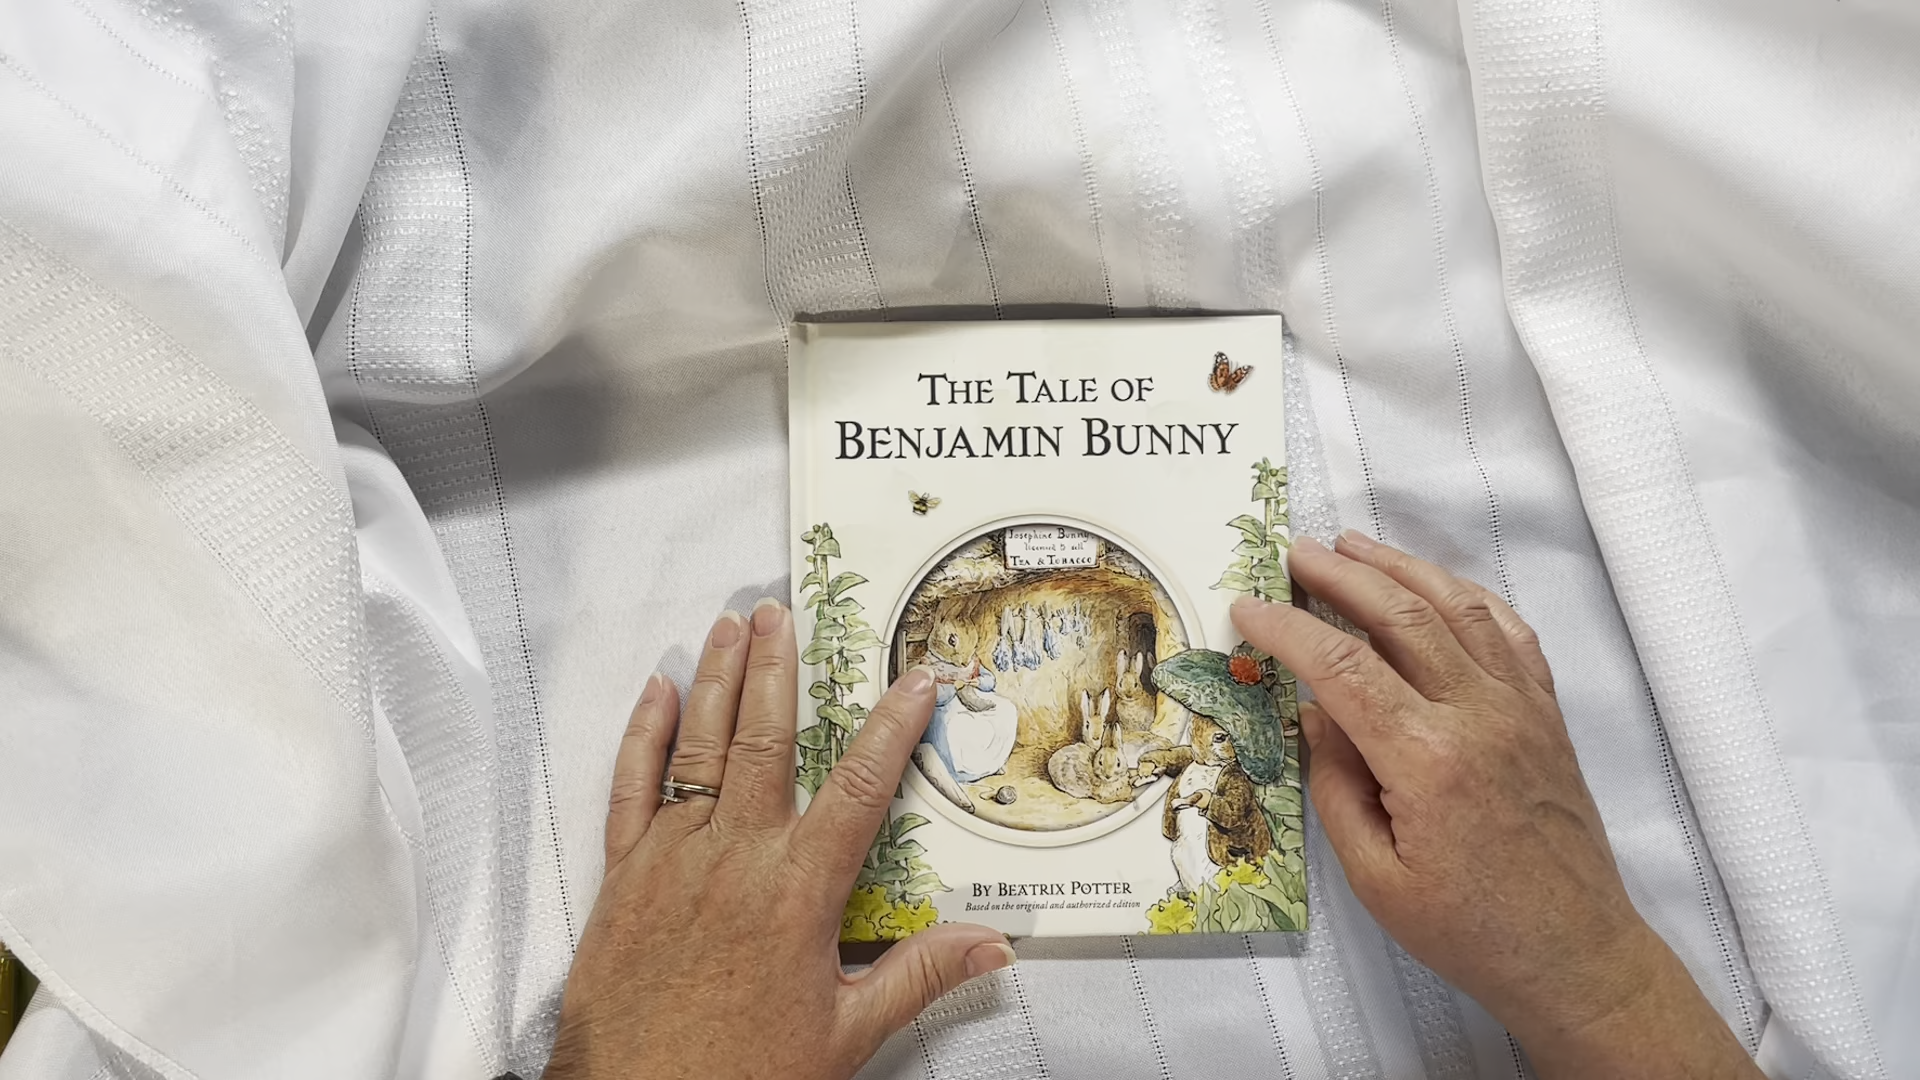 THE TALE OF
BENJAMIN BUNNY
Josephine Bunny
licensed to sell
TEA & TOBACCO
BY BEATRIX POTTER
Based on the original and authorized edition